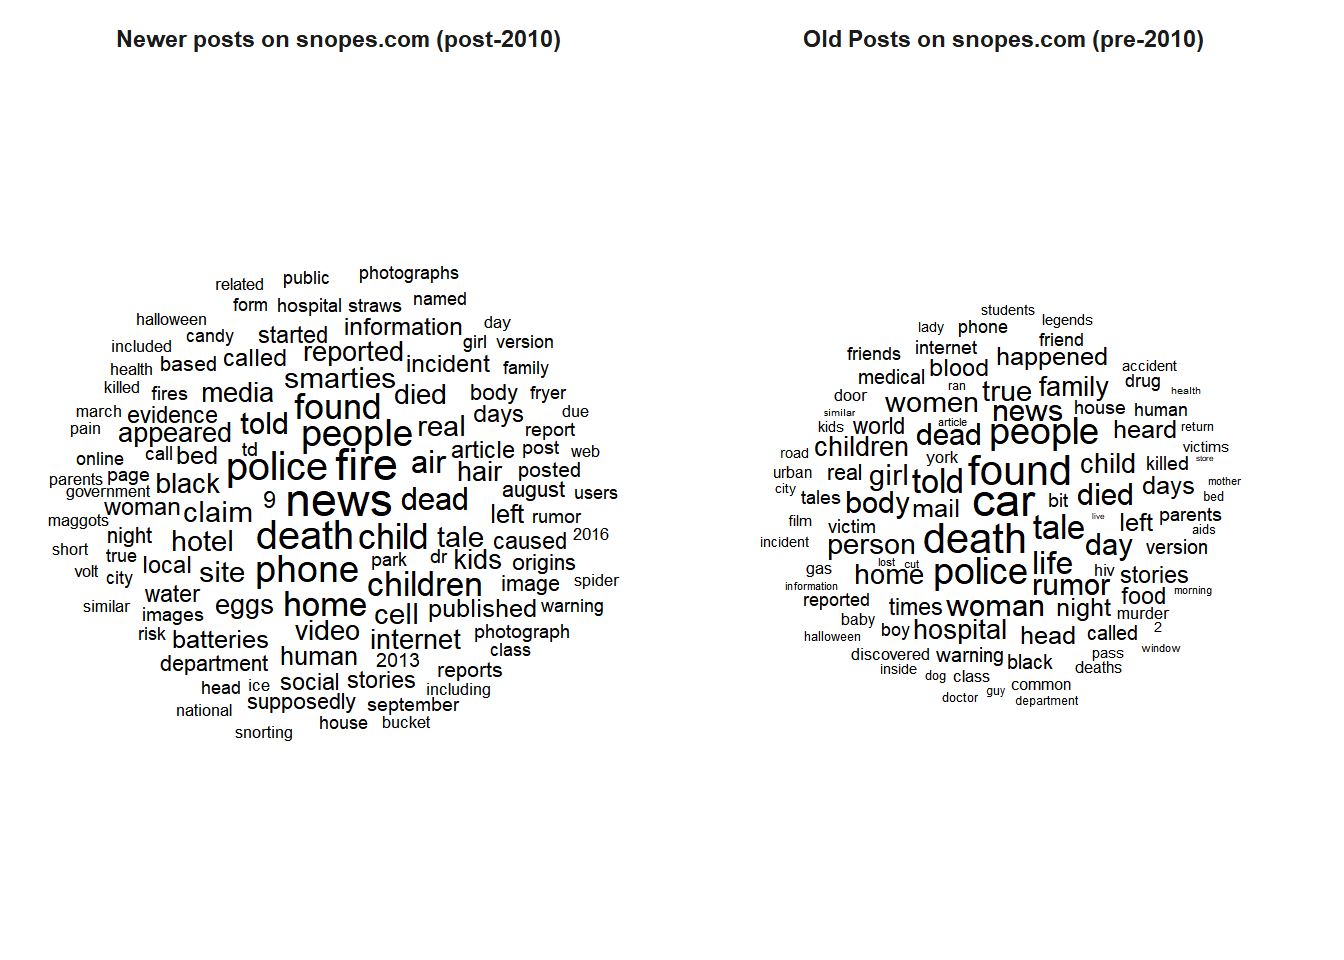 Newer posts on snopes.com (post-2010)
related public photographs
form hospital straws named
halloween candy started information day
included based called reported incident girl version
health smarties family
killed fires media found died body fryer
march evidence told people real days due
pain appeared call bed td report
online police fire air article post web
parents page black hair posted
government woman claim 9 news dead august users
maggots left rumor
night hotel death child tale caused 2016
short true local site phone park dr kids origins
volt city children image spider
similar water eggs home cell published warning
images
risk batteries video internet photograph
department human 2013 class
head ice social stories reports
including
national supposedly september
snorting house bucket
Old Posts on snopes.com (pre-2010)
students
lady phone legends
friends internet friend
medical blood happened accident
ran true family drug health
door women news house human
similar article
kids world dead people heard return
road children york child killed victims
store
urban real girl told found mother
city tales body mail car bit died days bed
film victim live left parents
aids
incident person death tale day version
gas home lost cut police life hiv stories
information rumor morning
reported times woman night food
baby murder
halloween boy hospital head called 2
discovered warning black pass window
inside dog class deaths
doctor guy common
department